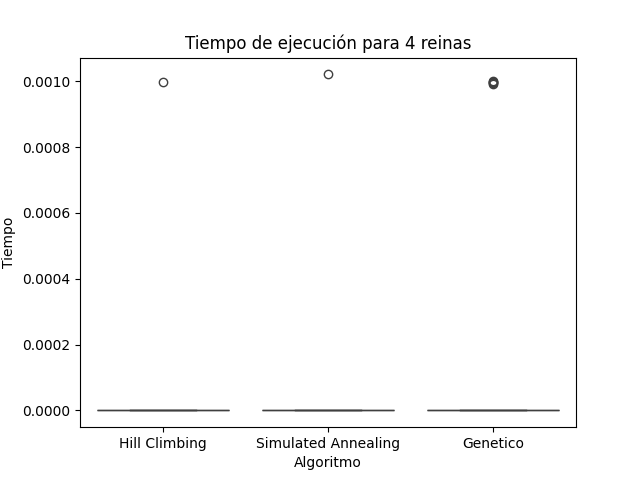 Tiempo de ejecución para 4 reinas
0.0010
0.0008
0.0006
0.0004
0.0002
0.0000
Tiempo
Hill Climbing
Simulated Annealing
Genetico
Algoritmo